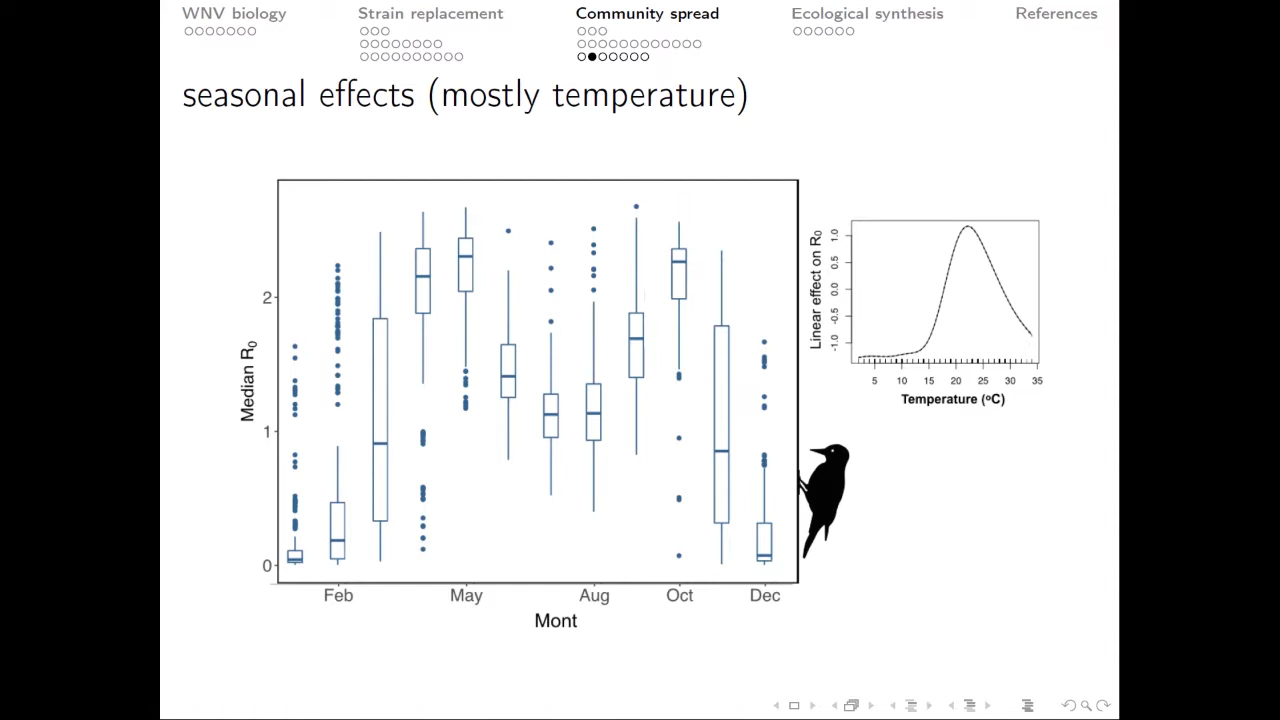 WNV biology Strain replacement Community spread Ecological synthesis References
seasonal effects (mostly temperature)
Median R0
2
1
0
Feb May Aug Oct Dec
Mont
Linear effect on R0
1.0
0.5
0.0
-0.5
-1.0
5 10 15 20 25 30 35
Temperature (ºC)